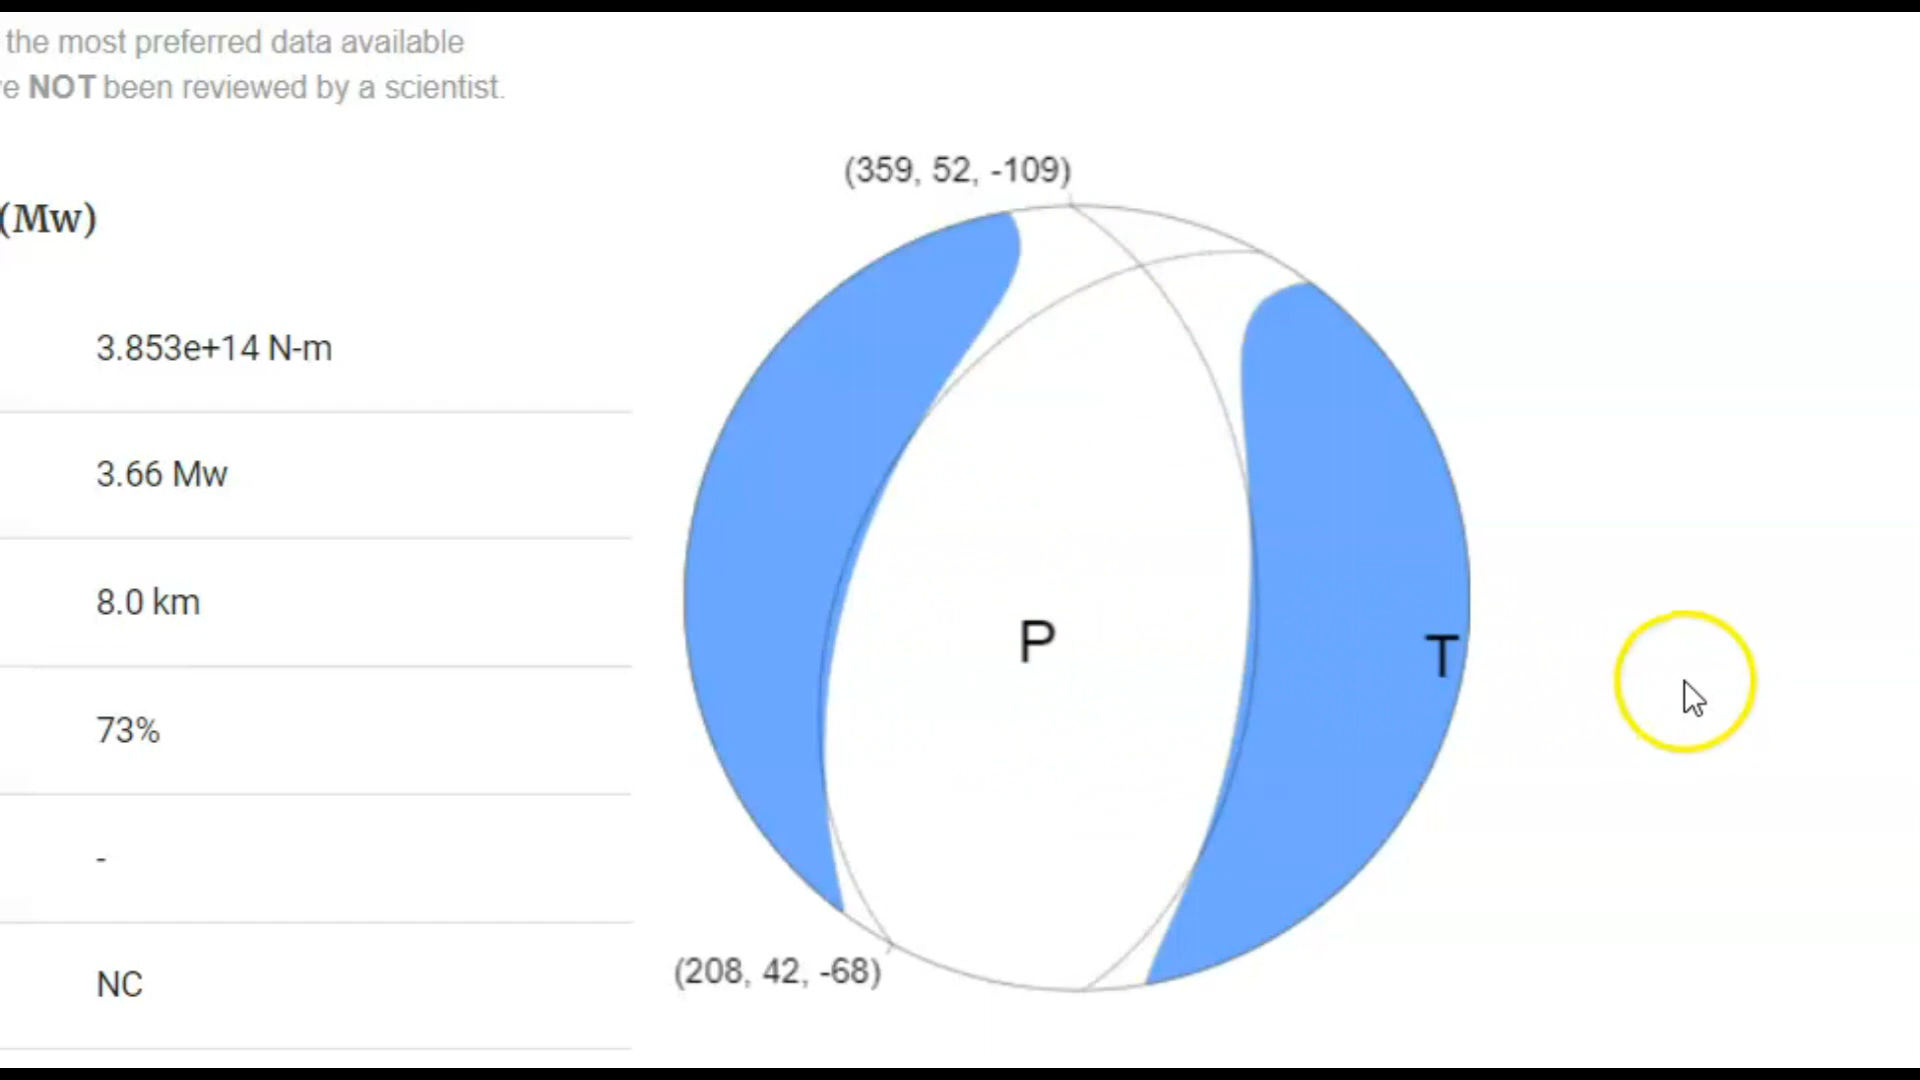 the most preferred data available
e NOT been reviewed by a scientist.
(Mw)
3.853e+14 N-m
3.66 Mw
8.0 km
73%
-
NC
(359, 52, -109)
P
T
(208, 42, -68)